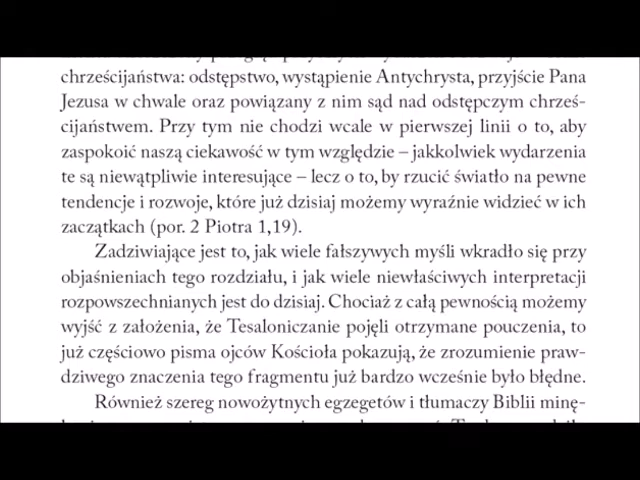 chrześcijaństwa: odstępstwo, wystąpienie Antychrysta, przyjście Pana
Jezusa w chwale oraz powiązany z nim sąd nad odstępczym chrześ-
cijaństwem. Przy tym nie chodzi wcale w pierwszej linii o to, aby
zaspokoić naszą ciekawość w tym względzie – jakkolwiek wydarzenia
te są niewątpliwie interesujące – lecz o to, by rzucić światło na pewne
tendencje i rozwoje, które już dzisiaj możemy wyraźnie widzieć w ich
zaczątkach (por. 2 Piotra 1,19).
Zadziwiające jest to, jak wiele fałszywych myśli wkradło się przy
objaśnieniach tego rozdziału, i jak wiele niewłaściwych interpretacji
rozpowszechnianych jest do dzisiaj. Chociaż z całą pewnością możemy
wyjść z założenia, że Tesaloniczanie pojęli otrzymane pouczenia, to
już częściowo pisma ojców Kościoła pokazują, że zrozumienie praw-
dziwego znaczenia tego fragmentu już bardzo wcześnie było błędne.
Również szereg nowożytnych egzegetów i tłumaczy Biblii minę-